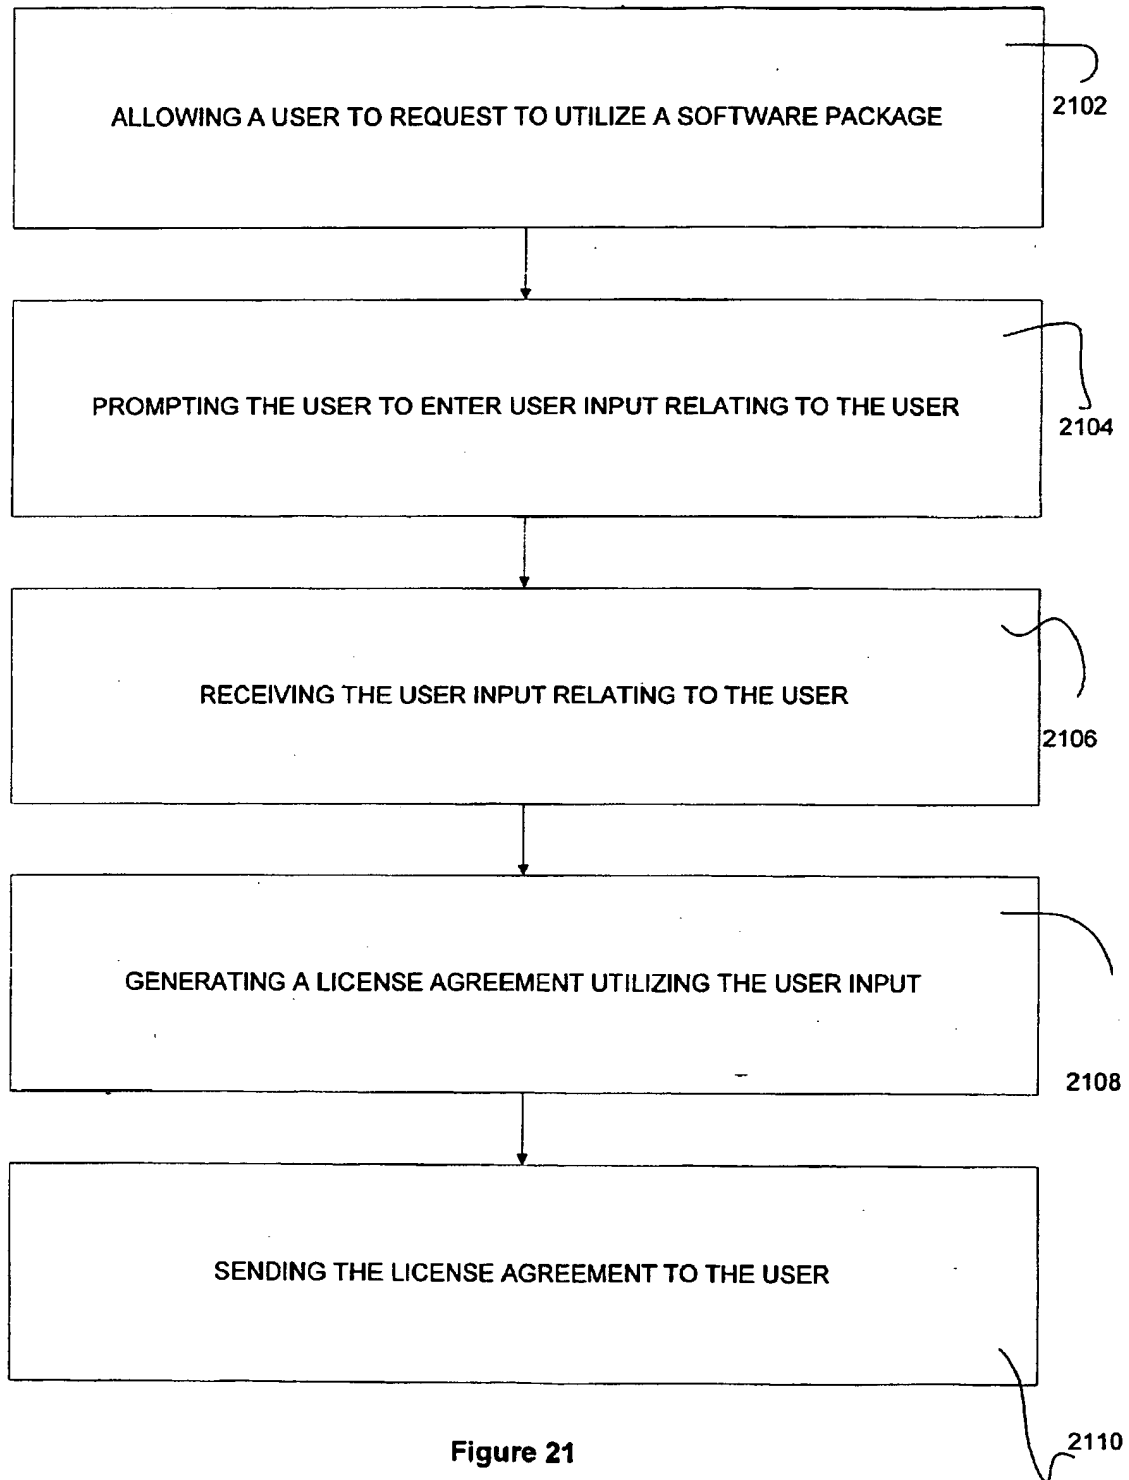 ALLOWING A USER TO REQUEST TO UTILIZE A SOFTWARE PACKAGE
2102
PROMPTING THE USER TO ENTER USER INPUT RELATING TO THE USER
2104
RECEIVING THE USER INPUT RELATING TO THE USER
2106
GENERATING A LICENSE AGREEMENT UTILIZING THE USER INPUT
2108
SENDING THE LICENSE AGREEMENT TO THE USER
2110
Figure 21